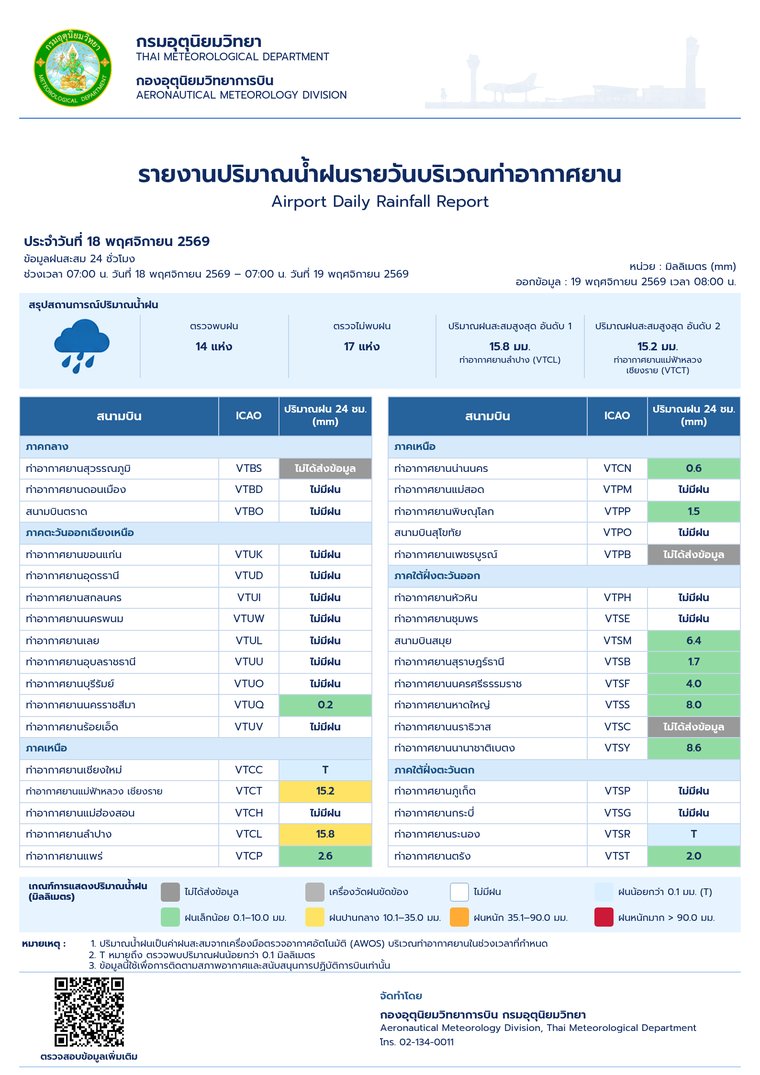 กรมอุตุนิยมวิทยา
METEOROLOGICAL DEPARTMENT
กรมอุตุนิยมวิทยา
THAI METEOROLOGICAL DEPARTMENT
กองอุตุนิยมวิทยาการบิน
AERONAUTICAL METEOROLOGY DIVISION
รายงานปริมาณน้ำฝนรายวันบริเวณท่าอากาศยาน
Airport Daily Rainfall Report
ประจำวันที่ 18 พฤศจิกายน 2569
ข้อมูลฝนสะสม 24 ชั่วโมง
ช่วงเวลา 07:00 น. วันที่ 18 พฤศจิกายน 2569 – 07:00 น. วันที่ 19 พฤศจิกายน 2569
หน่วย : มิลลิเมตร (mm)
ออกข้อมูล : 19 พฤศจิกายน 2569 เวลา 08:00 น.
สรุปสถานการณ์ปริมาณน้ำฝน
ตรวจพบฝน
14 แห่ง
ตรวจไม่พบฝน
17 แห่ง
ปริมาณฝนสะสมสูงสุด อันดับ 1
15.8 มม.
ท่าอากาศยานลำปาง (VTCL)
ปริมาณฝนสะสมสูงสุด อันดับ 2
15.2 มม.
ท่าอากาศยานแม่ฟ้าหลวง
เชียงราย (VTCT)
สนามบิน ICAO ปริมาณฝน 24 ชม.
(mm)
ภาคกลาง
ท่าอากาศยานสุวรรณภูมิ VTBS ไม่ได้ส่งข้อมูล
ท่าอากาศยานดอนเมือง VTBD ไม่มีฝน
สนามบินตราด VTBO ไม่มีฝน
ภาคตะวันออกเฉียงเหนือ
ท่าอากาศยานขอนแก่น VTUK ไม่มีฝน
ท่าอากาศยานอุดรธานี VTUD ไม่มีฝน
ท่าอากาศยานสกลนคร VTUI ไม่มีฝน
ท่าอากาศยานนครพนม VTUW ไม่มีฝน
ท่าอากาศยานเลย VTUL ไม่มีฝน
ท่าอากาศยานอุบลราชธานี VTUU ไม่มีฝน
ท่าอากาศยานบุรีรัมย์ VTUO ไม่มีฝน
ท่าอากาศยานนครราชสีมา VTUQ 0.2
ท่าอากาศยานร้อยเอ็ด VTUV ไม่มีฝน
ภาคเหนือ
ท่าอากาศยานเชียงใหม่ VTCC T
ท่าอากาศยานแม่ฟ้าหลวง เชียงราย VTCT 15.2
ท่าอากาศยานแม่ฮ่องสอน VTCH ไม่มีฝน
ท่าอากาศยานลำปาง VTCL 15.8
ท่าอากาศยานแพร่ VTCP 2.6
สนามบิน ICAO ปริมาณฝน 24 ชม.
(mm)
ภาคเหนือ
ท่าอากาศยานน่านนคร VTCN 0.6
ท่าอากาศยานแม่สอด VTPM ไม่มีฝน
ท่าอากาศยานพิษณุโลก VTPP 1.5
สนามบินสุโขทัย VTPO ไม่มีฝน
ท่าอากาศยานเพชรบูรณ์ VTPB ไม่ได้ส่งข้อมูล
ภาคใต้ฝั่งตะวันออก
ท่าอากาศยานหัวหิน VTPH ไม่มีฝน
ท่าอากาศยานชุมพร VTSE ไม่มีฝน
สนามบินสมุย VTSM 6.4
ท่าอากาศยานสุราษฎร์ธานี VTSB 1.7
ท่าอากาศยานนครศรีธรรมราช VTSF 4.0
ท่าอากาศยานหาดใหญ่ VTSS 8.0
ท่าอากาศยานนราธิวาส VTSC ไม่ได้ส่งข้อมูล
ท่าอากาศยานนานาชาติเบตง VTSY 8.6
ภาคใต้ฝั่งตะวันตก
ท่าอากาศยานภูเก็ต VTSP ไม่มีฝน
ท่าอากาศยานกระบี่ VTSG ไม่มีฝน
ท่าอากาศยานระนอง VTSR T
ท่าอากาศยานตรัง VTST 2.0
เกณฑ์การแสดงปริมาณน้ำฝน
(มิลลิเมตร)
ไม่ได้ส่งข้อมูล เครื่องวัดฝนขัดข้อง ไม่มีฝน ฝนน้อยกว่า 0.1 มม. (T)
ฝนเล็กน้อย 0.1–10.0 มม. ฝนปานกลาง 10.1–35.0 มม. ฝนหนัก 35.1–90.0 มม. ฝนหนักมาก > 90.0 มม.
หมายเหตุ : 1. ปริมาณน้ำฝนเป็นค่าฝนสะสมจากเครื่องมือตรวจอากาศอัตโนมัติ (AWOS) บริเวณท่าอากาศยานในช่วงเวลาที่กำหนด
2. T หมายถึง ตรวจพบปริมาณฝนน้อยกว่า 0.1 มิลลิเมตร
3. ข้อมูลนี้ใช้เพื่อการติดตามสภาพอากาศและสนับสนุนการปฏิบัติการบินเท่านั้น
ตรวจสอบข้อมูลเพิ่มเติม
จัดทำโดย
กองอุตุนิยมวิทยาการบิน กรมอุตุนิยมวิทยา
Aeronautical Meteorology Division, Thai Meteorological Department
โทร. 02-134-0011